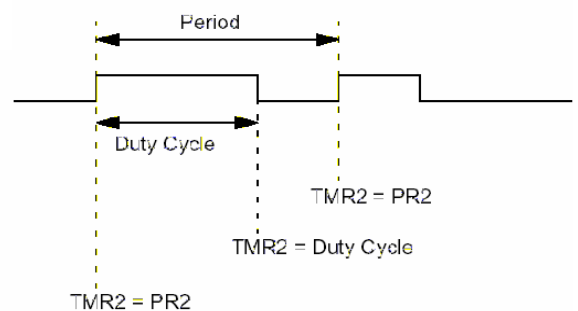 Period
Duty Cycle
TMR2 = PR2
TMR2 = Duty Cycle
TMR2 = PR2